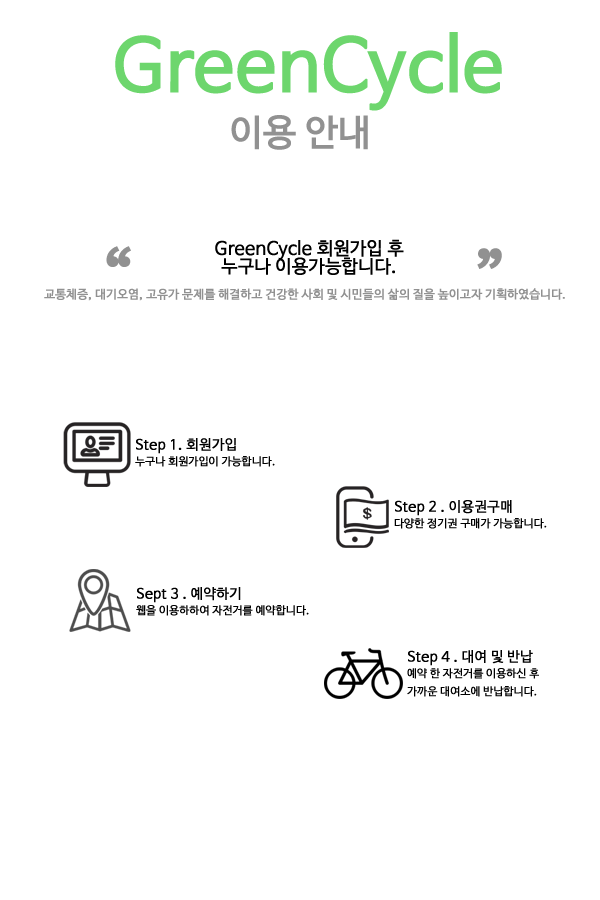 GreenCycle
이용 안내
“ GreenCycle 회원가입 후 ”
누구나 이용가능합니다.
교통체증, 대기오염, 고유가 문제를 해결하고 건강한 사회 및 시민들의 삶의 질을 높이고자 기획하였습니다.
Step 1. 회원가입
누구나 회원가입이 가능합니다.
$
Step 2 . 이용권구매
다양한 정기권 구매가 가능합니다.
Sept 3 . 예약하기
웹을 이용하하여 자전거를 예약합니다.
Step 4 . 대여 및 반납
예약 한 자전거를 이용하신 후
가까운 대여소에 반납합니다.